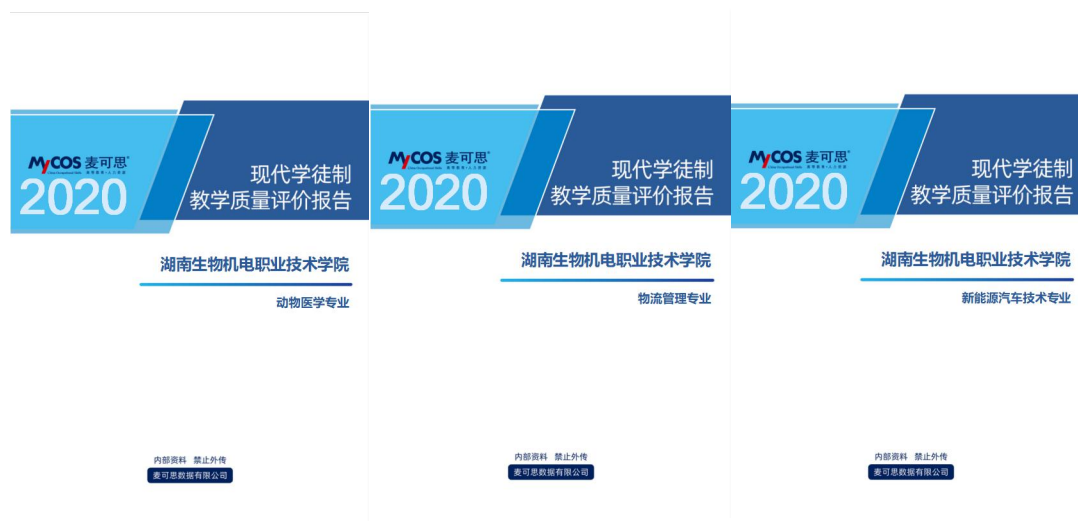 MyCOS 麦可思
2020
现代学徒制
教学质量评价报告
湖南生物机电职业技术学院
动物医学专业
内部资料 禁止外传
麦可思数据有限公司
MyCOS 麦可思
2020
现代学徒制
教学质量评价报告
湖南生物机电职业技术学院
物流管理专业
内部资料 禁止外传
麦可思数据有限公司
MyCOS 麦可思
2020
现代学徒制
教学质量评价报告
湖南生物机电职业技术学院
新能源汽车技术专业
内部资料 禁止外传
麦可思数据有限公司